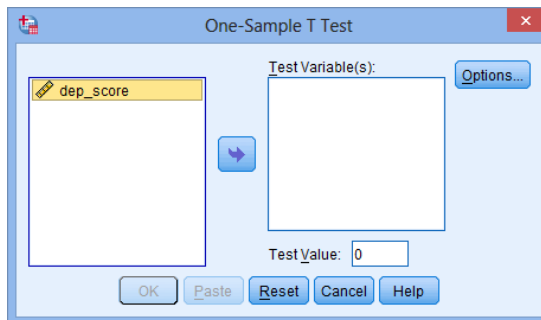 One-Sample T Test
Test Variable(s):
Options...
dep_score
Test Value: 0
OK Paste Reset Cancel Help